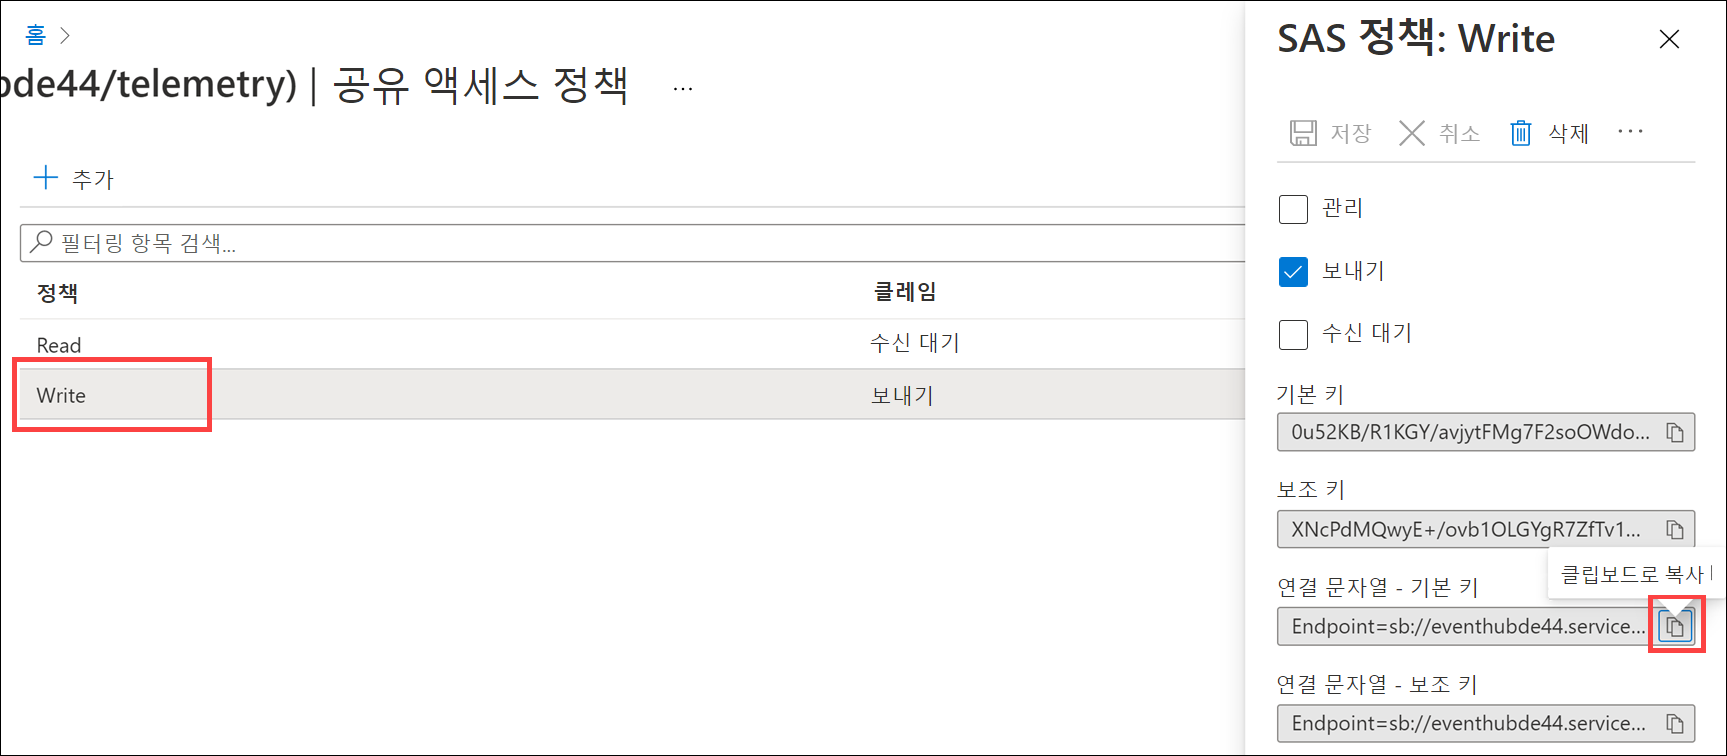 홈
bde44/telemetry) | 공유 액세스 정책 ...
추가
필터링 항목 검색...
정책 클레임
Read 수신 대기
Write 보내기
SAS 정책: Write
저장 취소 삭제 ...
관리
보내기
수신 대기
기본 키
0u52KB/R1KGY/avjytFMg7F2soOWdo...
보조 키
XNcPdMQwyE+/ovb1OLGYgR7ZfTv1...
클립보드로 복사
연결 문자열 - 기본 키
Endpoint=sb://eventhubde44.service...
연결 문자열 - 보조 키
Endpoint=sb://eventhubde44.service...